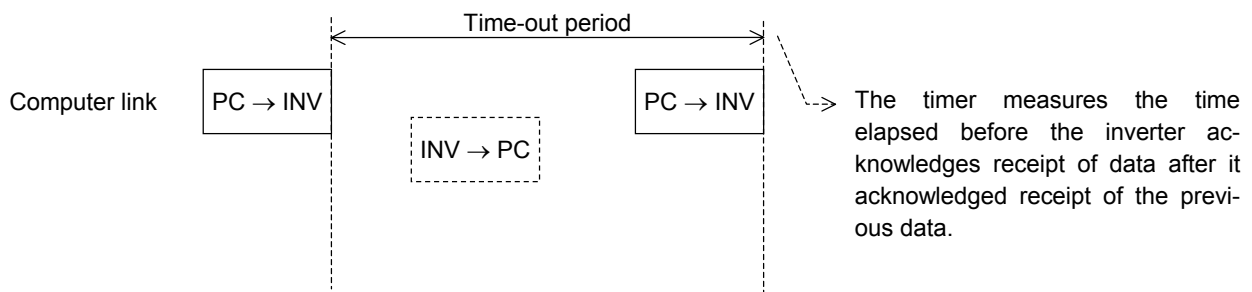 Time-out period
Computer link
PC → INV
INV → PC
PC → INV
The timer measures the time
elapsed before the inverter ac-
knowledges receipt of data after it
acknowledged receipt of the previ-
ous data.